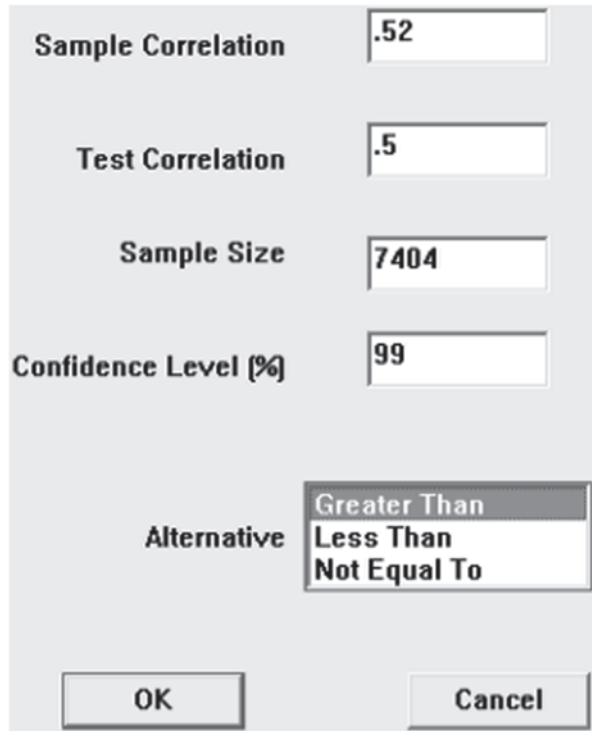 Sample Correlation .52
Test Correlation .5
Sample Size 7404
Confidence Level (%) 99
Alternative
Greater Than
Less Than
Not Equal To
OK Cancel